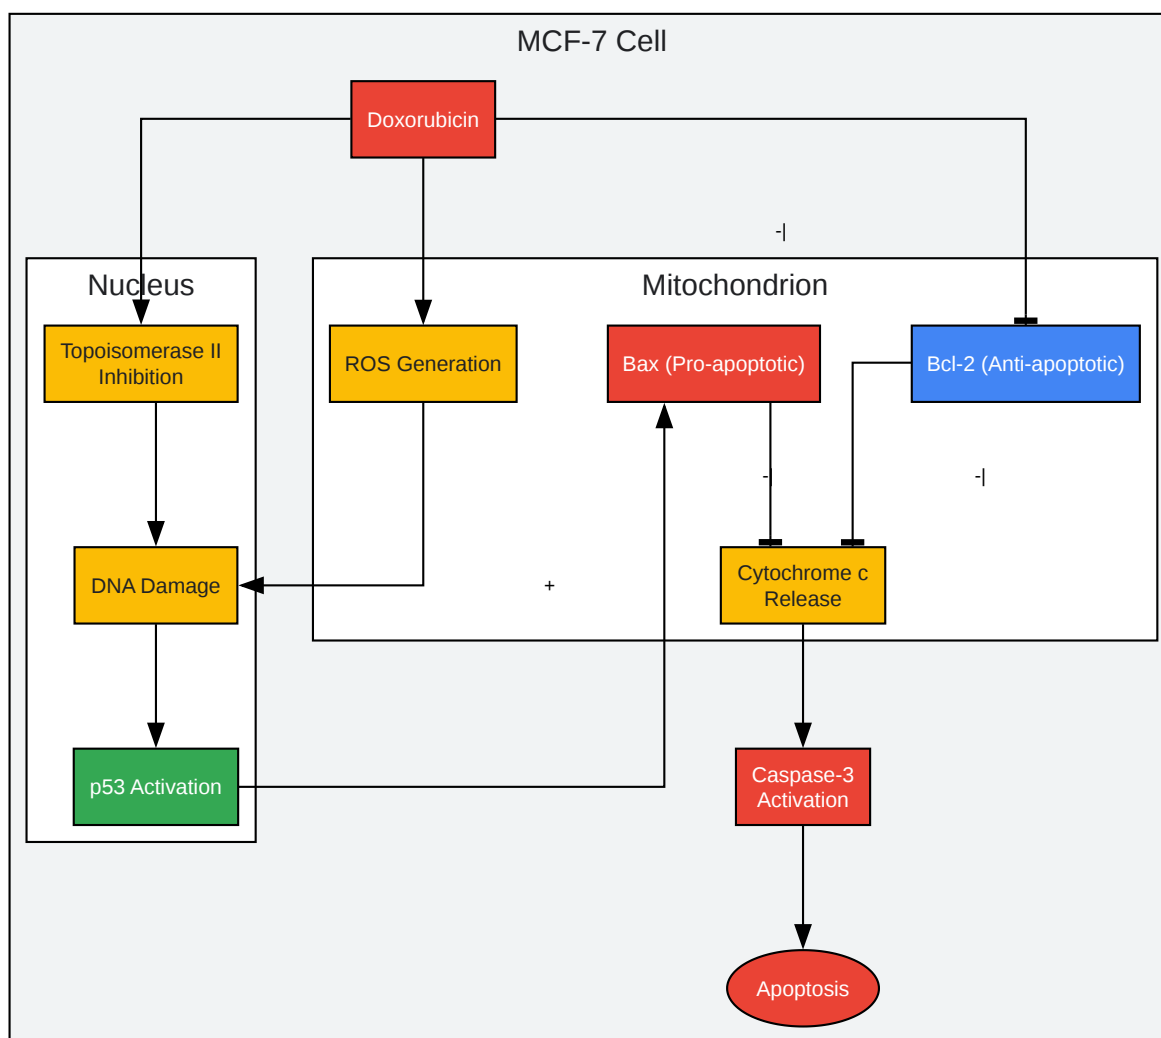 MCF-7 Cell
Doxorubicin
-|
Nucleus
Mitochondrion
Topoisomerase II
Inhibition
ROS Generation
Bax (Pro-apoptotic)
Bcl-2 (Anti-apoptotic)
-|
-|
DNA Damage
+
Cytochrome c
Release
p53 Activation
Caspase-3
Activation
Apoptosis